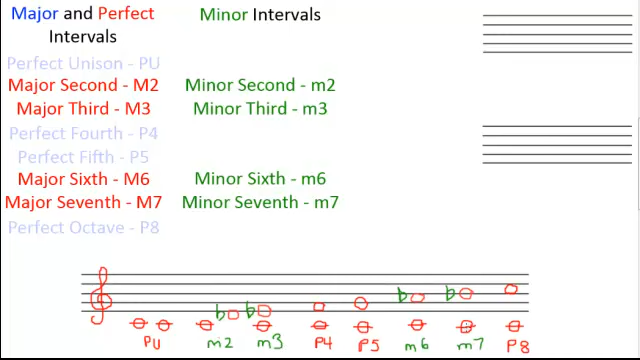 Major and Perfect
Intervals
Minor Intervals
Perfect Unison - PU
Major Second - M2
Minor Second - m2
Major Third - M3
Minor Third - m3
Perfect Fourth - P4
Perfect Fifth - P5
Major Sixth - M6
Minor Sixth - m6
Major Seventh - M7
Minor Seventh - m7
Perfect Octave - P8
PU m2 m3 P4 P5 m6 m7 P8